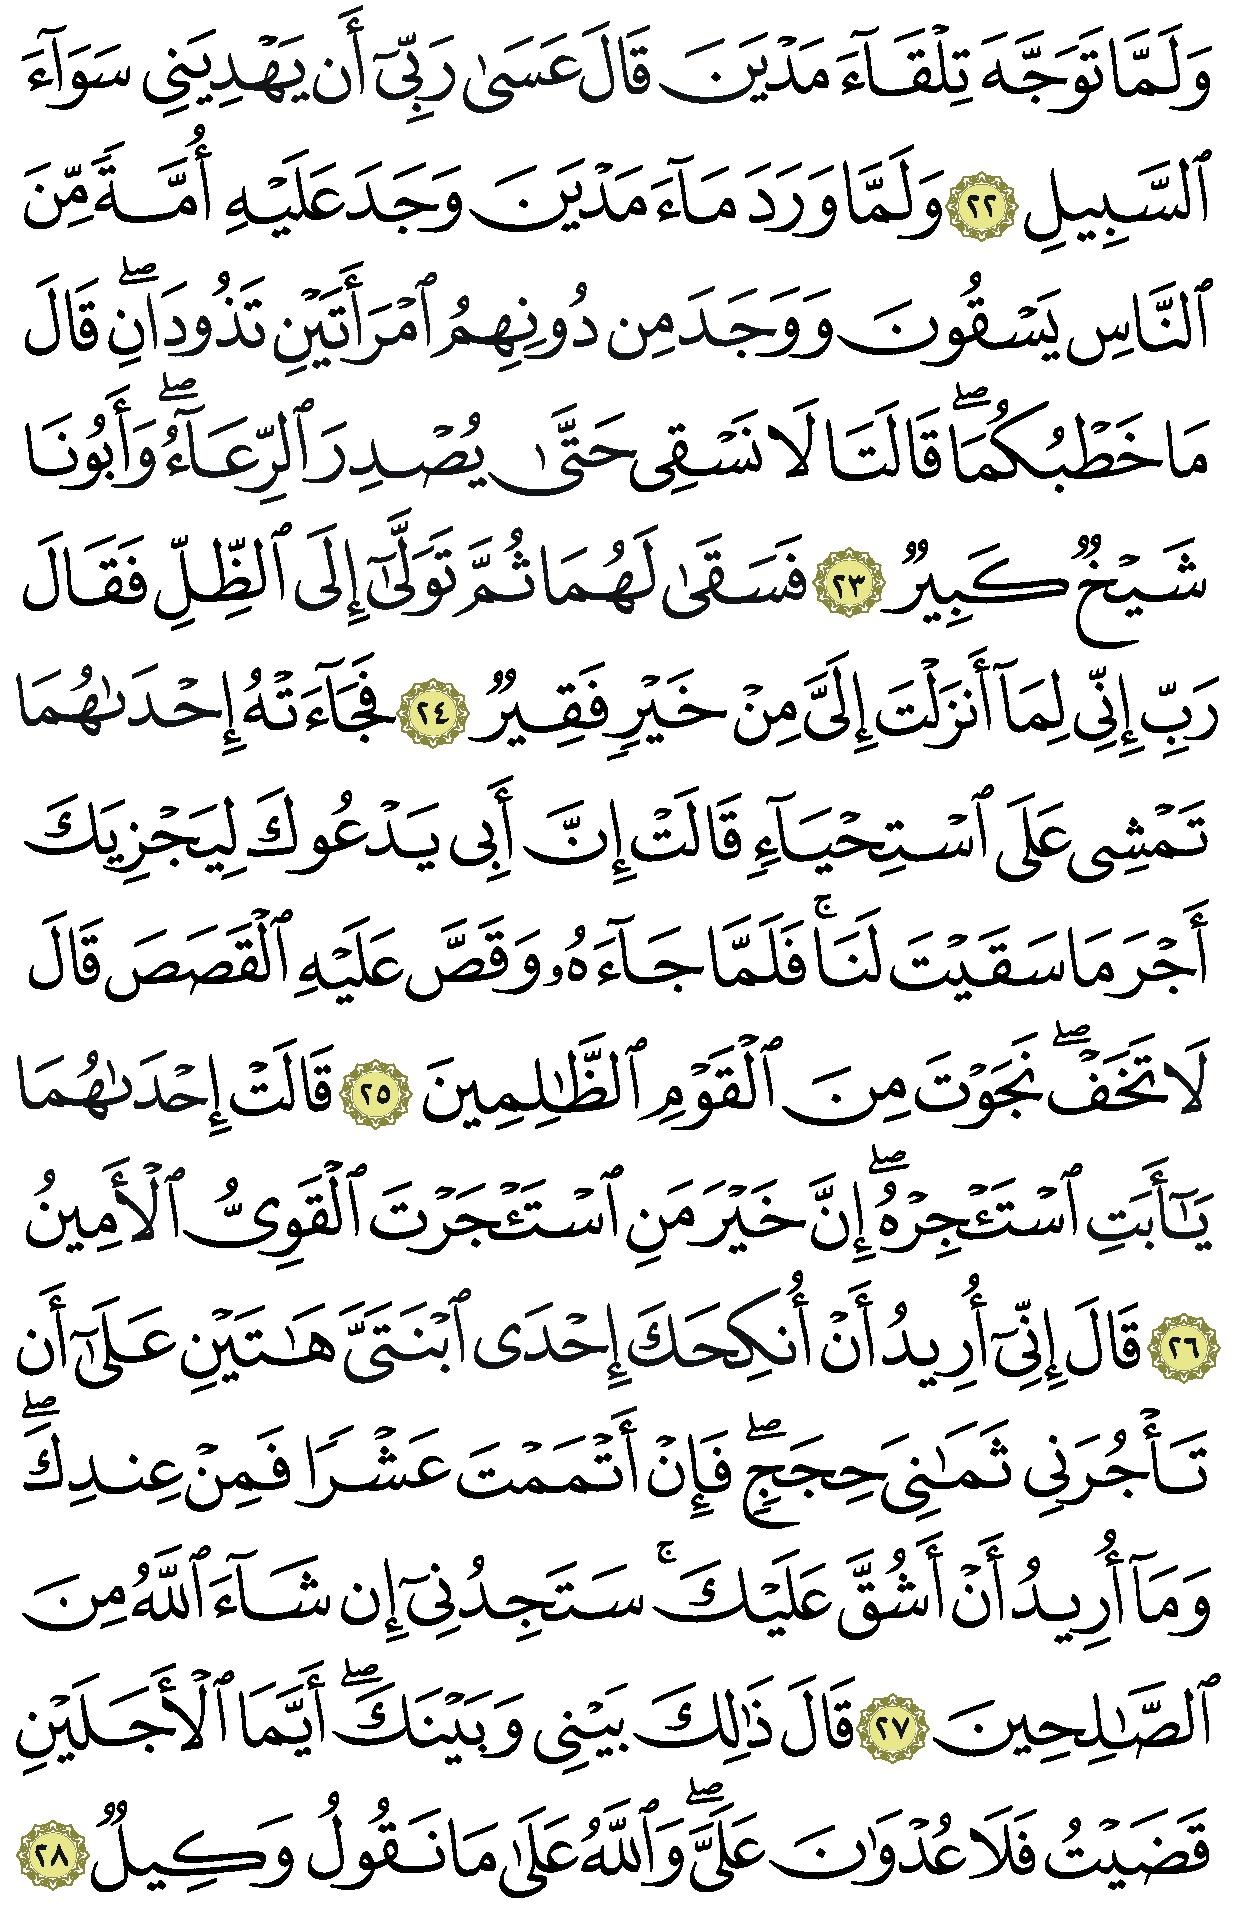 وَلَمَّا تَوَجَّهَ تِلْقَآءَ مَدْيَنَ قَالَ عَسَىٰ رَبِّىٓ أَن يَهْدِيَنِى سَوَآءَ
ٱلسَّبِيلِ ٢٢ وَلَمَّا وَرَدَ مَآءَ مَدْيَنَ وَجَدَ عَلَيْهِ أُمَّةً مِّنَ
ٱلنَّاسِ يَسْقُونَ وَوَجَدَ مِن دُونِهِمُ ٱمْرَأَتَيْنِ تَذُودَانِ ۖ قَالَ
مَا خَطْبُكُمَا ۖ قَالَتَا لَا نَسْقِى حَتَّىٰ يُصْدِرَ ٱلرِّعَآءُ ۖ وَأَبُونَا
شَيْخٌ كَبِيرٌ ٢٣ فَسَقَىٰ لَهُمَا ثُمَّ تَوَلَّىٰٓ إِلَى ٱلظِّلِّ فَقَالَ
رَبِّ إِنِّى لِمَآ أَنزَلْتَ إِلَىَّ مِنْ خَيْرٍ فَقِيرٌ ٢٤ فَجَآءَتْهُ إِحْدَىٰهُمَا
تَمْشِى عَلَى ٱسْتِحْيَآءٍ قَالَتْ إِنَّ أَبِى يَدْعُوكَ لِيَجْزِيَكَ
أَجْرَ مَا سَقَيْتَ لَنَا ۚ فَلَمَّا جَآءَهُۥ وَقَصَّ عَلَيْهِ ٱلْقَصَصَ قَالَ
لَا تَخَفْ ۖ نَجَوْتَ مِنَ ٱلْقَوْمِ ٱلظَّٰلِمِينَ ٢٥ قَالَتْ إِحْدَىٰهُمَا
يَٰٓأَبَتِ ٱسْتَـْٔجِرْهُ ۖ إِنَّ خَيْرَ مَنِ ٱسْتَـْٔجَرْتَ ٱلْقَوِىُّ ٱلْأَمِينُ
٢٦ قَالَ إِنِّىٓ أُرِيدُ أَنْ أُنكِحَكَ إِحْدَى ٱبْنَتَىَّ هَٰتَيْنِ عَلَىٰٓ أَن
تَأْجُرَنِى ثَمَٰنِىَ حِجَجٍ ۖ فَإِنْ أَتْمَمْتَ عَشْرًا فَمِنْ عِندِكَ ۖ
وَمَآ أُرِيدُ أَنْ أَشُقَّ عَلَيْكَ ۚ سَتَجِدُنِىٓ إِن شَآءَ ٱللَّهُ مِنَ
ٱلصَّٰلِحِينَ ٢٧ قَالَ ذَٰلِكَ بَيْنِى وَبَيْنَكَ ۖ أَيَّمَا ٱلْأَجَلَيْنِ
قَضَيْتُ فَلَا عُدْوَٰنَ عَلَىَّ ۖ وَٱللَّهُ عَلَىٰ مَا نَقُولُ وَكِيلٌ ٢٨